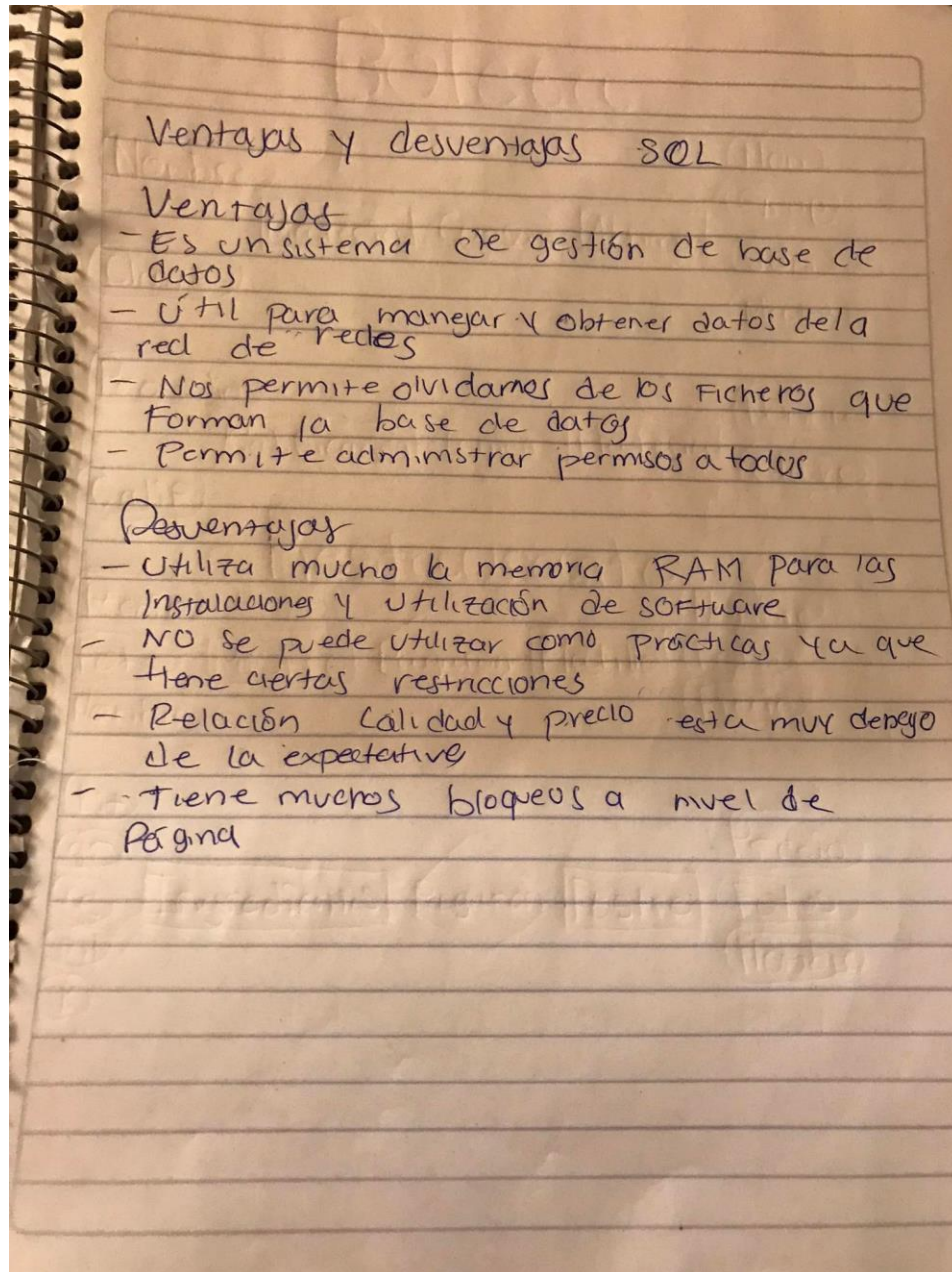 Ventajas y desventajas SQL
Ventajas
- Es un sistema de gestión de base de
datos
- Útil para manejar y obtener datos de la
red de redes
- Nos permite olvidarnos de los Ficheros que
Forman la base de datos
- Permite administrar permisos a todos
Desventajas
- Utiliza mucho la memoria RAM para las
Instalaciones y utilización de software
- No se puede utilizar como prácticas ya que
tiene ciertas restricciones
- Relación Calidad y precio esta muy debajo
de la expectative
- Tiene muchos bloqueos a nivel de
Página